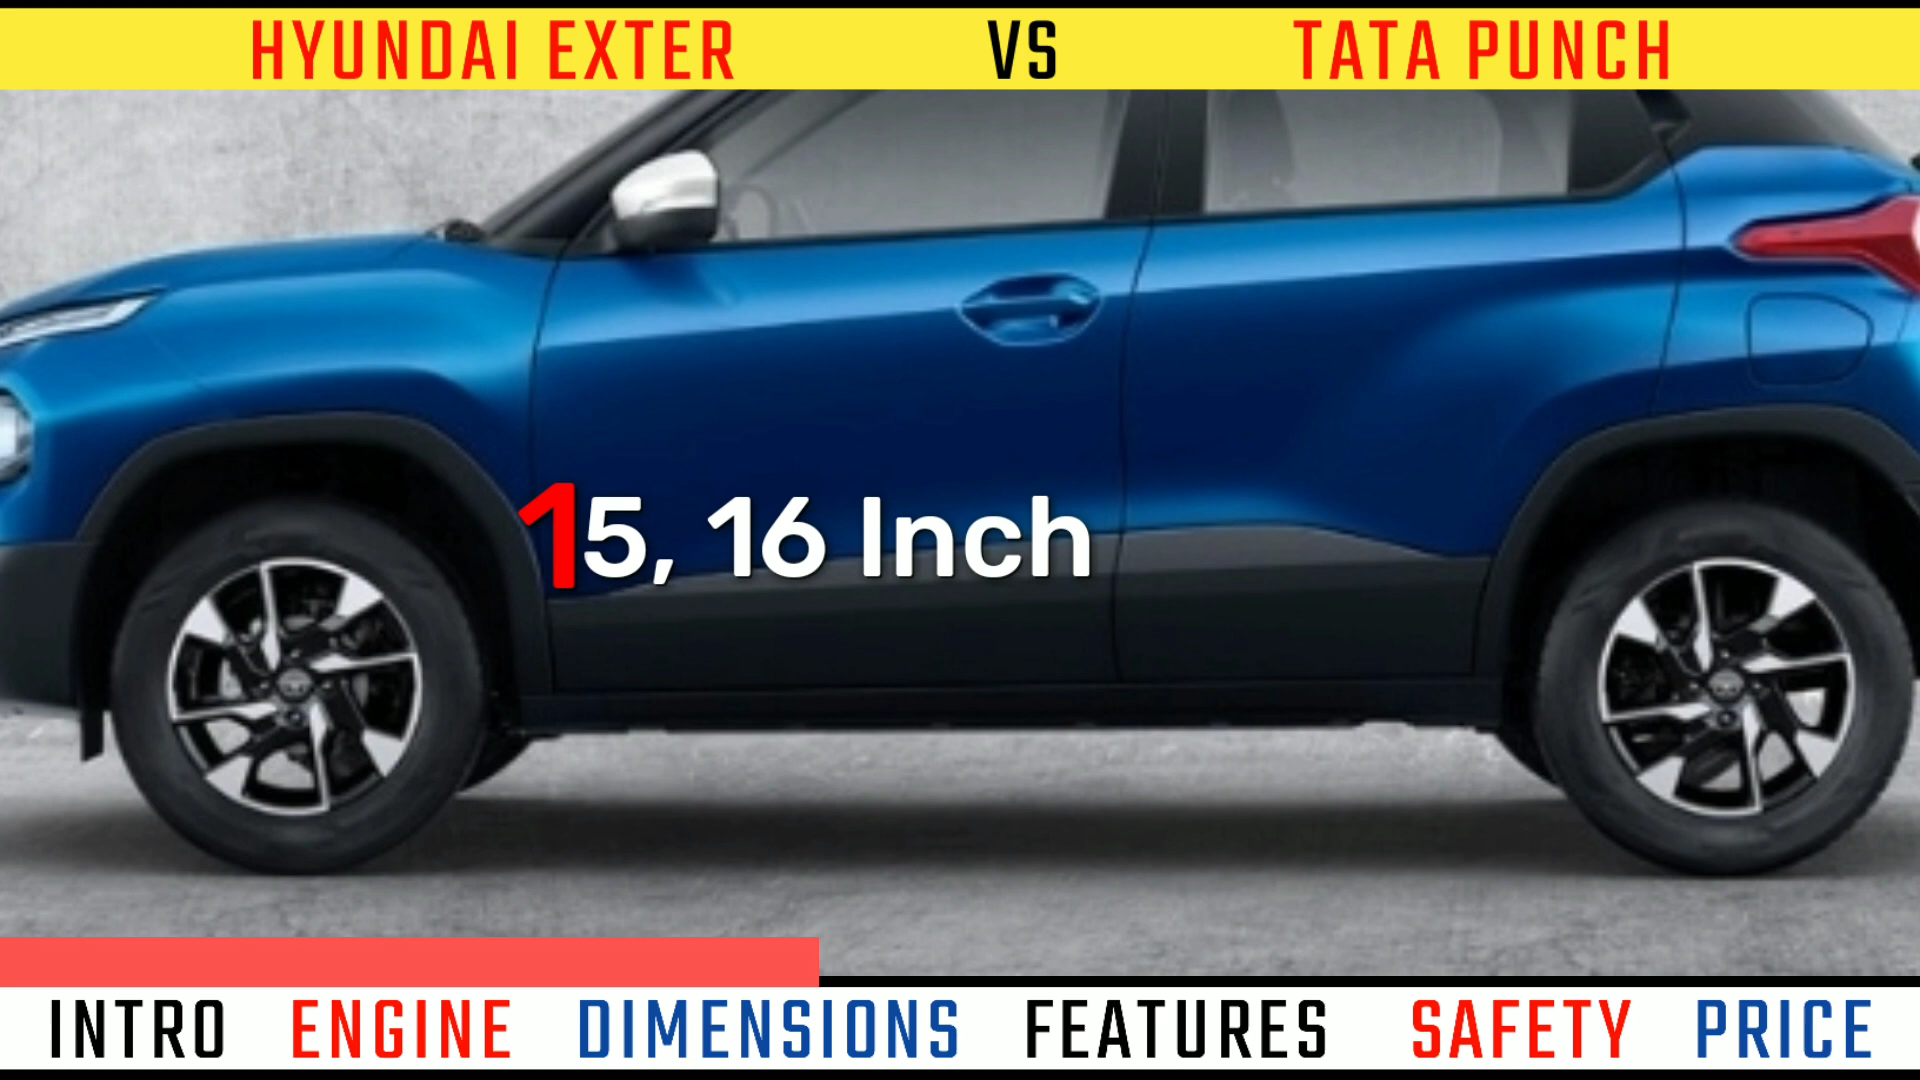 HYUNDAI EXTER VS TATA PUNCH
15, 16 Inch
INTRO ENGINE DIMENSIONS FEATURES SAFETY PRICE